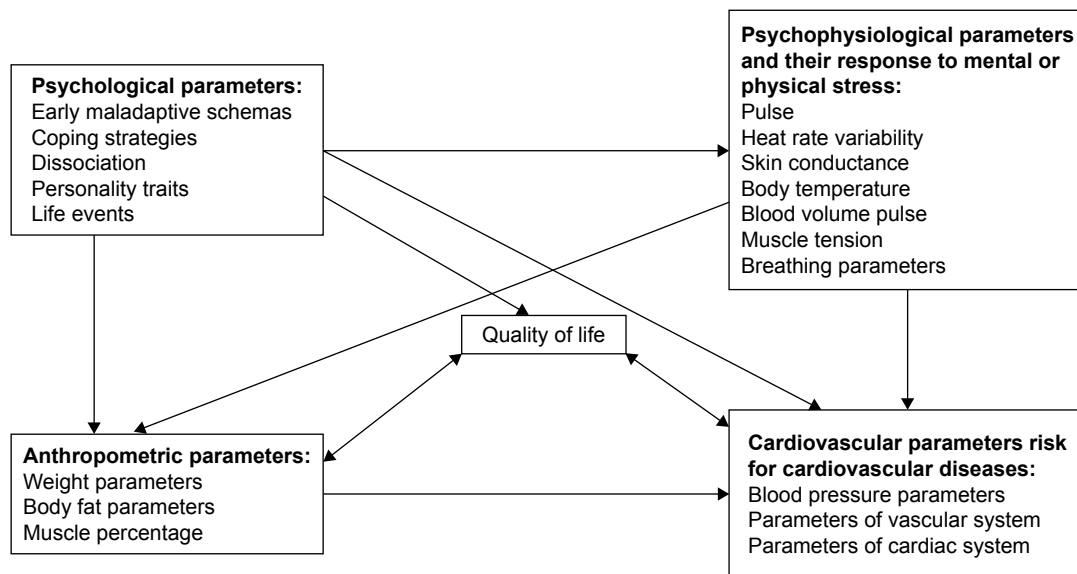 Psychological parameters:
Early maladaptive schemas
Coping strategies
Dissociation
Personality traits
Life events
Psychophysiological parameters
and their response to mental or
physical stress:
Pulse
Heat rate variability
Skin conductance
Body temperature
Blood volume pulse
Muscle tension
Breathing parameters
Quality of life
Anthropometric parameters:
Weight parameters
Body fat parameters
Muscle percentage
Cardiovascular parameters risk
for cardiovascular diseases:
Blood pressure parameters
Parameters of vascular system
Parameters of cardiac system